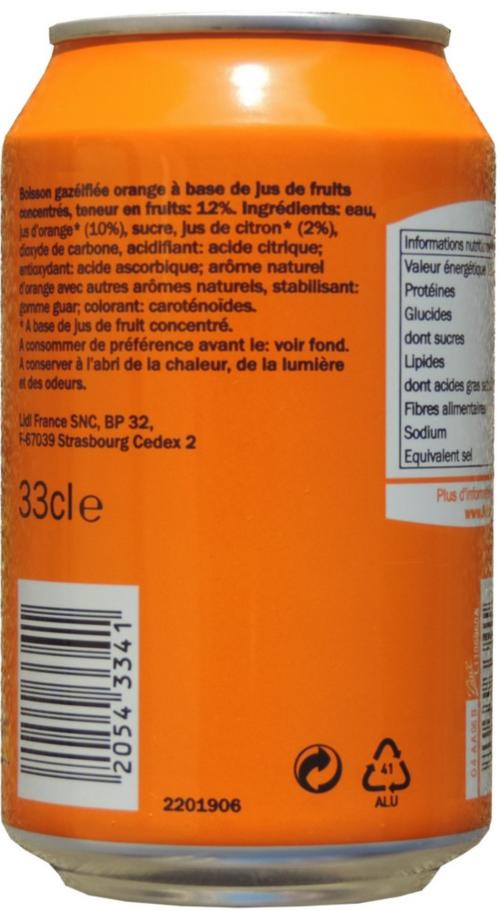 Boisson gazéifiée orange à base de jus de fruits
concentrés, teneur en fruits: 12%. Ingrédients: eau,
jus d'orange* (10%), sucre, jus de citron* (2%),
dioxyde de carbone, acidifiant: acide citrique;
antioxydant: acide ascorbique; arôme naturel
d'orange avec autres arômes naturels, stabilisant:
gomme guar; colorant: caroténoïdes.
*A base de jus de fruit concentré.
A consommer de préférence avant le: voir fond.
A conserver à l'abri de la chaleur, de la lumière
et des odeurs.
Lidl France SNC, BP 32,
F-67039 Strasbourg Cedex 2
33cl e
2054 3341
2201906
41
ALU
Informations
Valeur énergétique
Protéines
Glucides
dont sucres
Lipides
dont acides gras
Fibres alimentaires
Sodium
Equivalent sel
Plus